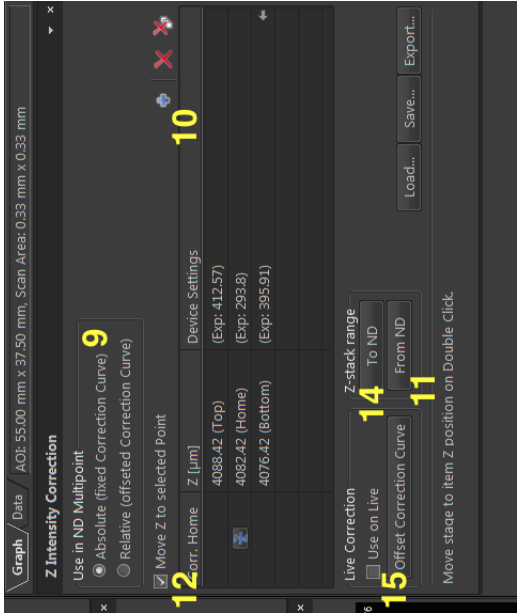 Graph Data AOI: 55.00 mm x 37.50 mm, Scan Area: 0.33 mm x 0.33 mm
Z Intensity Correction
Use in ND Multipoint
Absolute (fixed Correction Curve) 9
Relative (offseted Correction Curve)
12 Move Z to selected Point
10
orr. Home Z [µm] Device Settings
4088.42 (Top) (Exp: 412.57)
4082.42 (Home) (Exp: 293.8)
4076.42 (Bottom) (Exp: 395.91)
Live Correction Z-stack range
Use on Live 14 To ND
15 Offset Correction Curve 11 From ND Load... Save... Export...
Move stage to item Z position on Double Click.